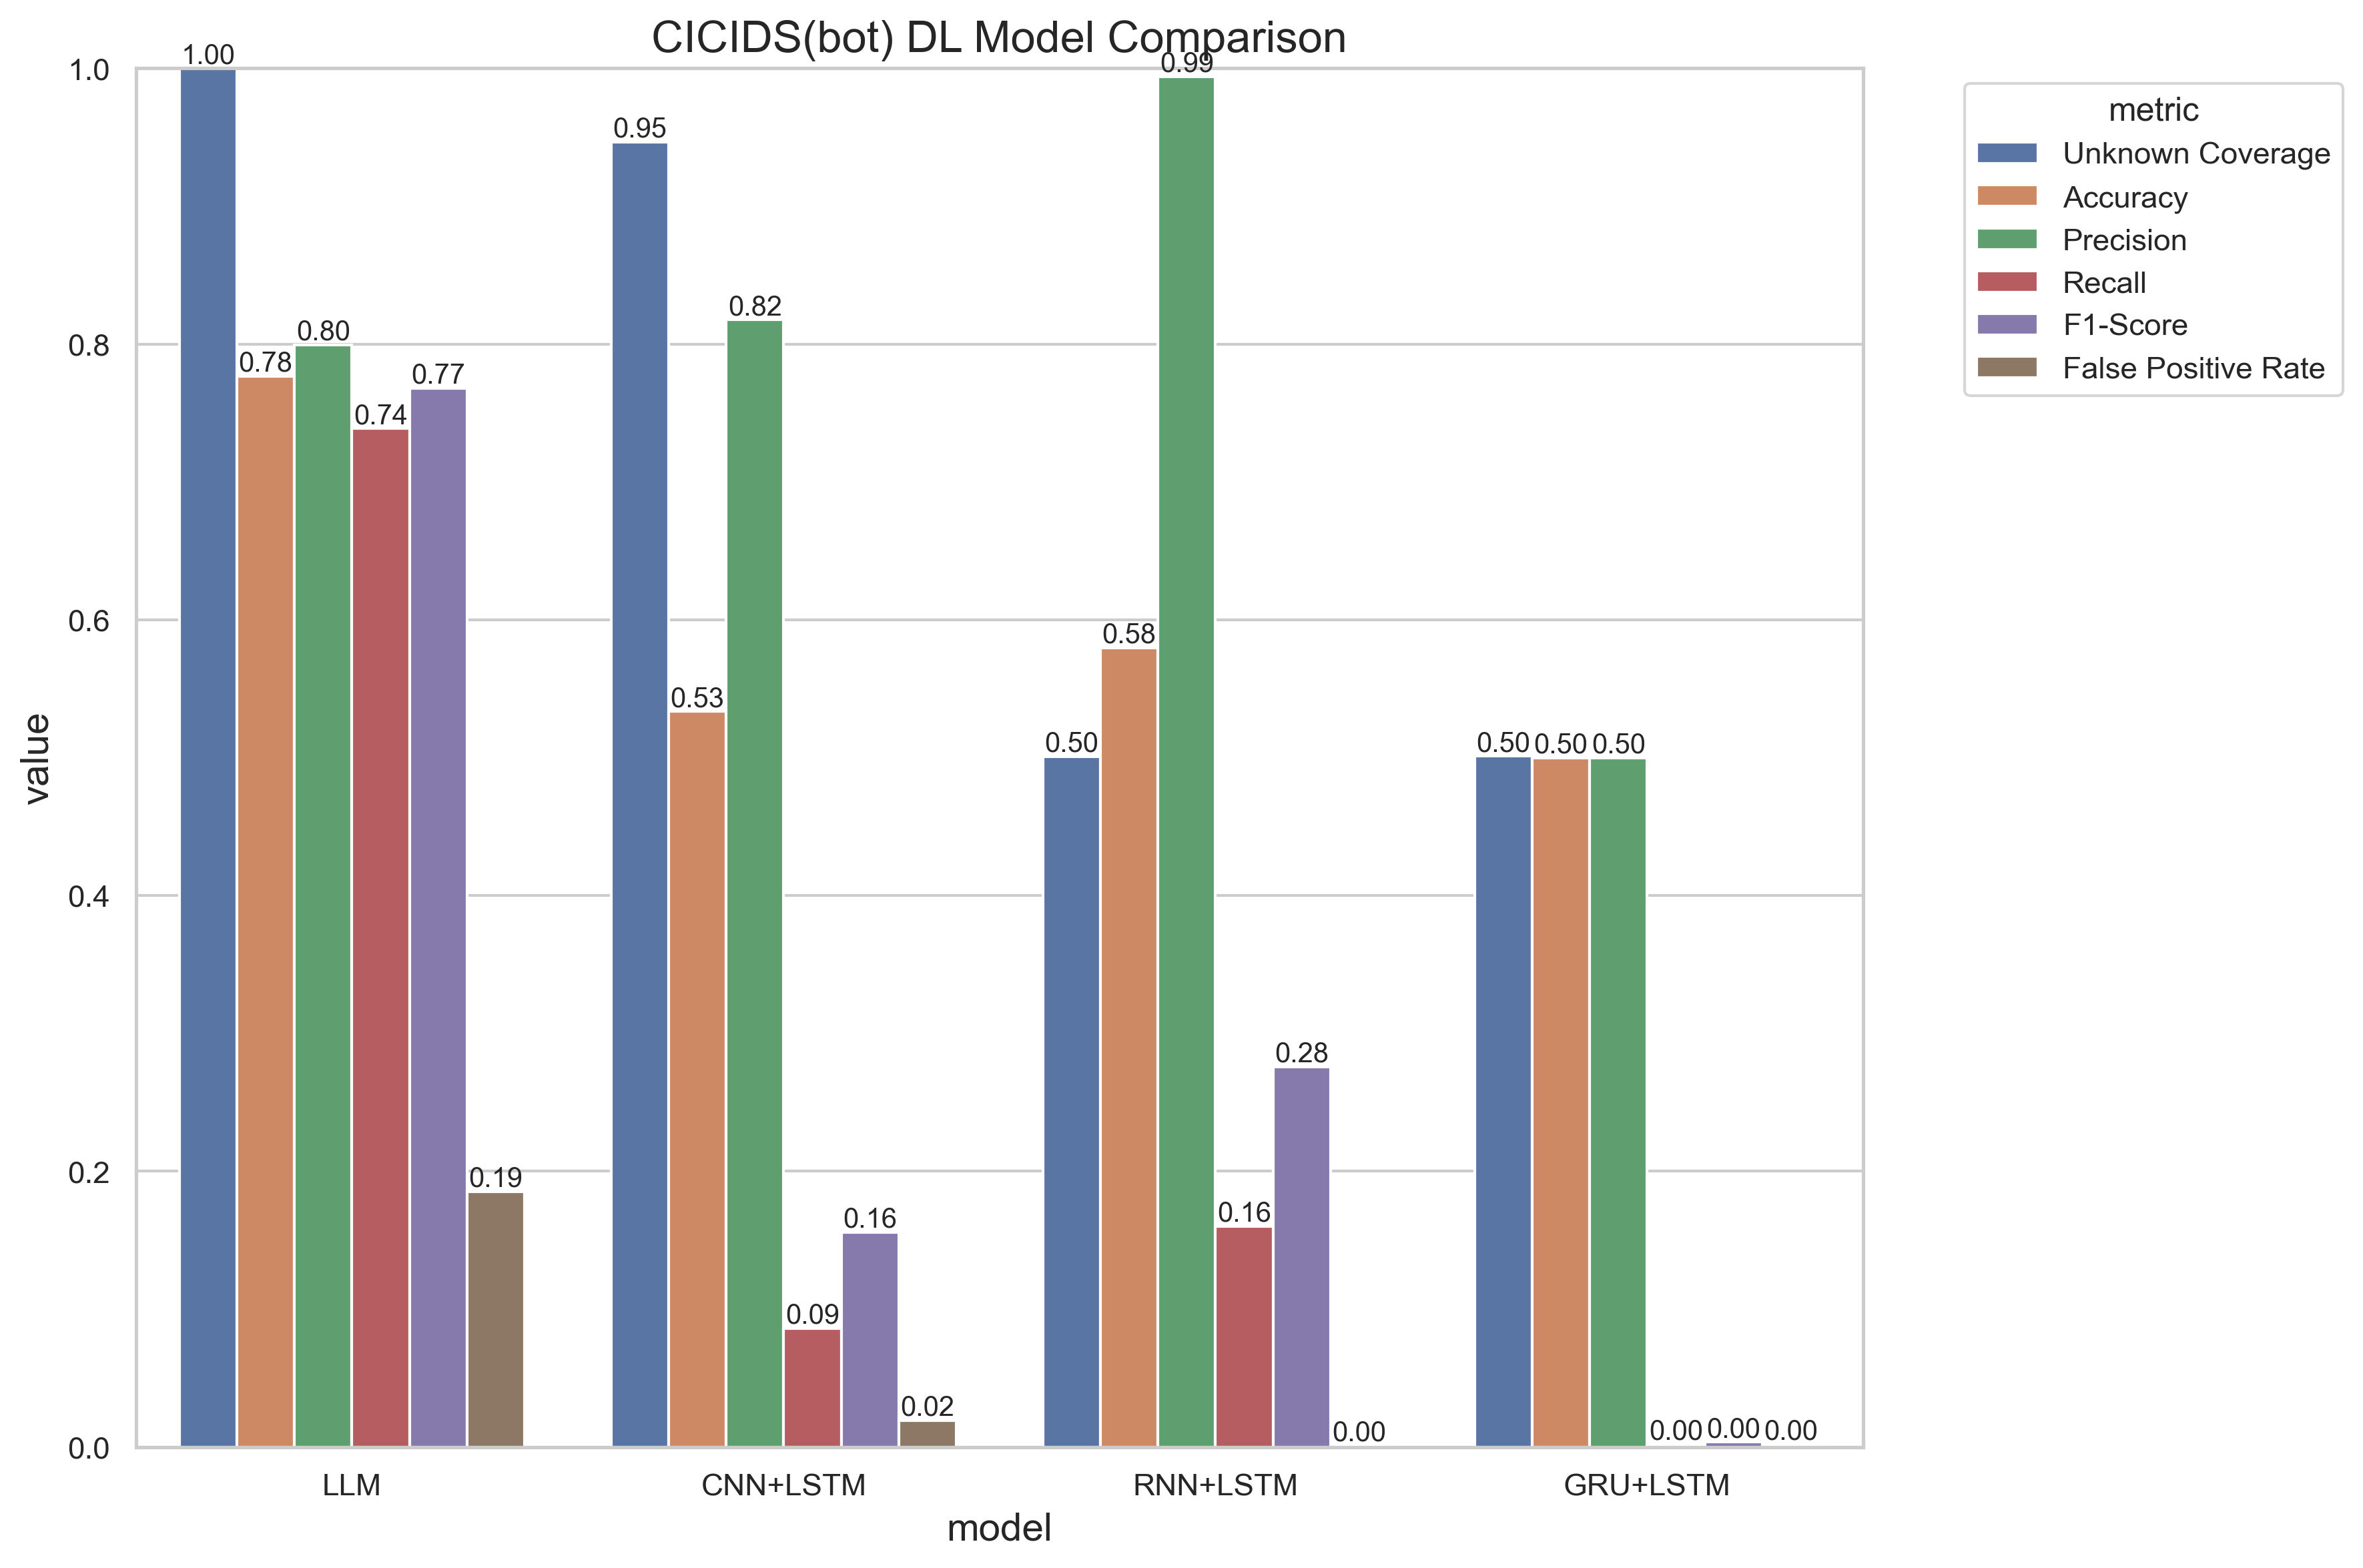 CICIDS(bot) DL Model Comparison
value
1.0
0.8
0.6
0.4
0.2
0.0
1.00
0.78
0.80
0.74
0.77
0.19
0.95
0.53
0.82
0.09
0.16
0.02
0.50
0.58
0.99
0.16
0.28
0.00
0.50
0.50
0.50
0.00
0.00
0.00
LLM
CNN+LSTM
RNN+LSTM
GRU+LSTM
model
metric
Unknown Coverage
Accuracy
Precision
Recall
F1-Score
False Positive Rate